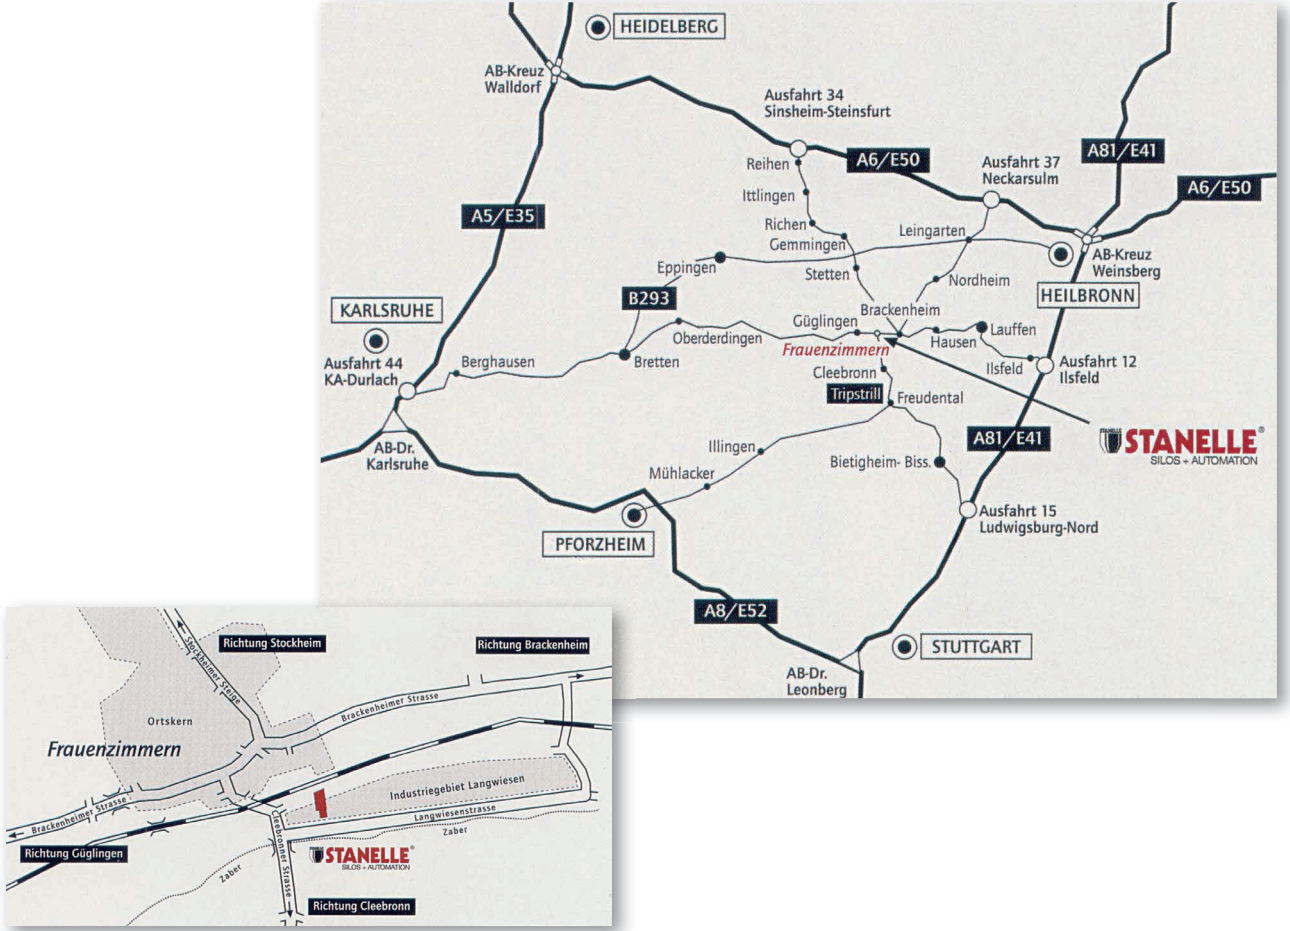 HEIDELBERG
AB-Kreuz
Walldorf
Ausfahrt 34
Sinsheim-Steinsfurt
A6/E50
Ausfahrt 37
Neckarsulm
A81/E41
A6/E50
Reihen
Ittlingen
Richen
Gemmingen
Stetten
A5/E35
Leingarten
AB-Kreuz
Weinsberg
HEILBRONN
Eppingen
Nordheim
B293
KARLSRUHE
Ausfahrt 44
KA-Durlach
Berghausen
Bretten
Oberderdingen
Güglingen
Brackenheim
Frauenzimmern
Hausen
Lauffen
Ilsfeld
Ausfahrt 12
Ilsfeld
Cleebronn
Tripstrill
Freudental
AB-Dr.
Karlsruhe
Illingen
Mühlacker
Bietigheim- Biss.
A81/E41
STANELLE
STANELLE®
SILOS + AUTOMATION
PFORZHEIM
Ausfahrt 15
Ludwigsburg-Nord
A8/E52
STUTTGART
AB-Dr.
Leonberg
Richtung Stockheim
Richtung Brackenheim
Stockheimer Steige
Ortskern
Brackenheimer Strasse
Frauenzimmern
Industriegebiet Langwiesen
Brackenheimer Strasse
Langwiesenstrasse
Zaber
Cleebronner Strasse
Richtung Güglingen
STANELLE®
SILOS + AUTOMATION
Zaber
Richtung Cleebronn